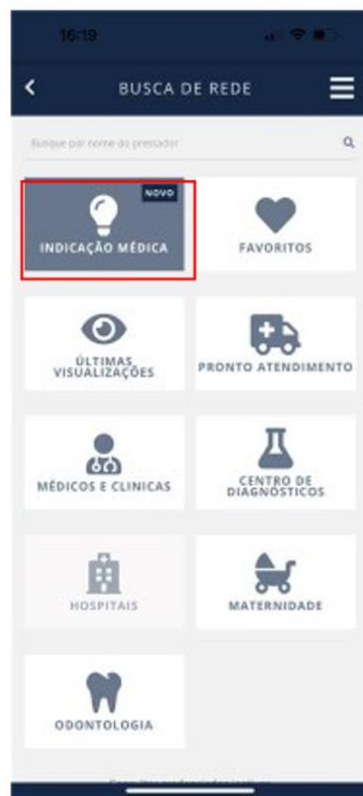 16:19
BUSCA DE REDE
Busque por nome do prestador
NOVO
INDICAÇÃO MÉDICA
FAVORITOS
ÚLTIMAS
VISUALIZAÇÕES
PRONTO ATENDIMENTO
MÉDICOS E CLINICAS
CENTRO DE
DIAGNÓSTICOS
HOSPITAIS
MATERNIDADE
ODONTOLOGIA